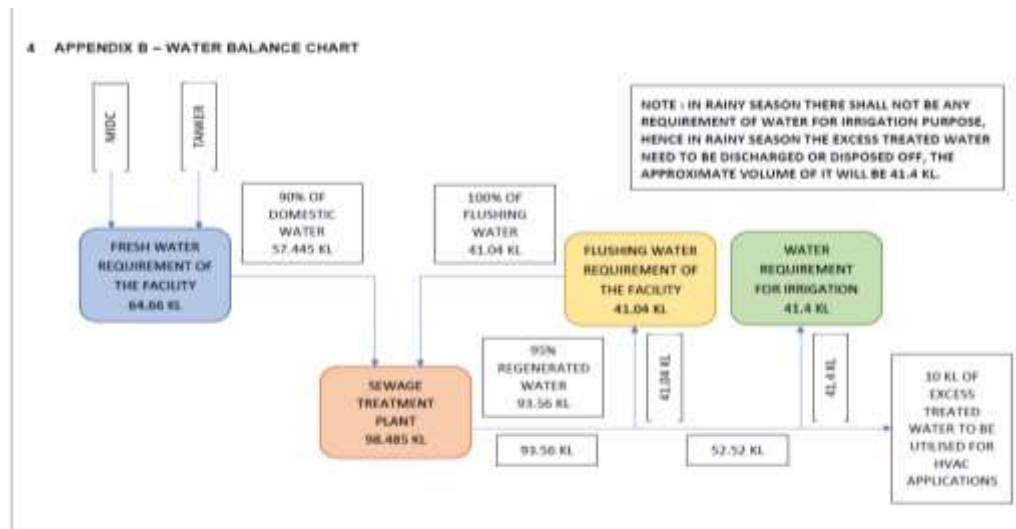 4 APPENDIX B – WATER BALANCE CHART
MIDC
TANKER
NOTE : IN RAINY SEASON THERE SHALL NOT BE ANY
REQUIREMENT OF WATER FOR IRRIGATION PURPOSE,
HENCE IN RAINY SEASON THE EXCESS TREATED WATER
NEED TO BE DISCHARGED OR DISPOSED OFF, THE
APPROXIMATE VOLUME OF IT WILL BE 41.4 KL.
90% OF
DOMESTIC
WATER
57.445 KL
100% OF
FLUSHING
WATER
41.04 KL
FRESH WATER
REQUIREMENT OF
THE FACILITY
64.66 KL
FLUSHING WATER
REQUIREMENT OF
THE FACILITY
41.04 KL
WATER
REQUIREMENT
FOR IRRIGATION
41.4 KL
SEWAGE
TREATMENT
PLANT
98.485 KL
95%
REGENERATED
WATER
93.56 KL
41.04 KL
41.4 KL
10 KL OF
EXCESS
TREATED
WATER TO BE
UTILISED FOR
HVAC
APPLICATIONS
93.56 KL
52.52 KL